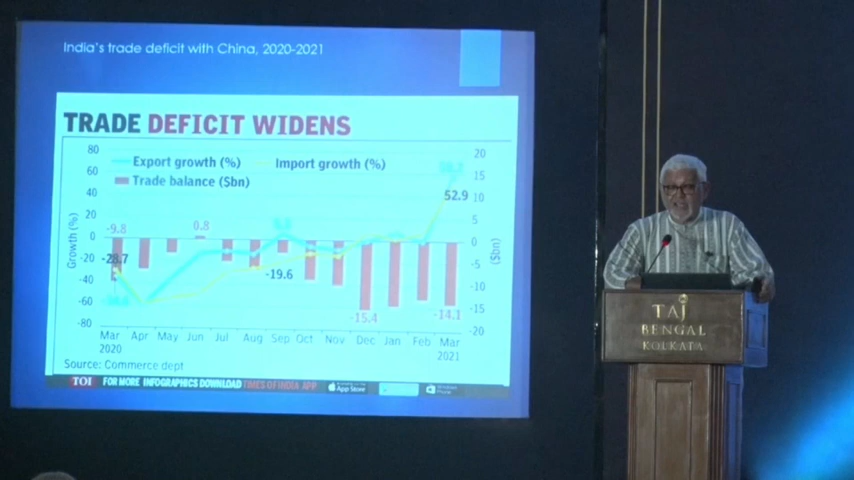 India's trade deficit with China, 2020-2021
TRADE DEFICIT WIDENS
80 20
Export growth (%) Import growth (%)
60 15
Trade balance ($bn)
52.9
40 10
20 5
-9.8 0.8
0 0
-28.7
-19.6
-5
-40 -10
-60 -15
-15.4 -14.1
-80 -20
Growth (%)
($bn)
Mar Apr May Jun Jul Aug Sep Oct Nov Dec Jan Feb Mar
2020 2021
Source: Commerce dept
TOI FOR MORE INFOGRAPHICS DOWNLOAD TIMES OF INDIA APP App Store
TAJ
BENGAL
KOLKATA